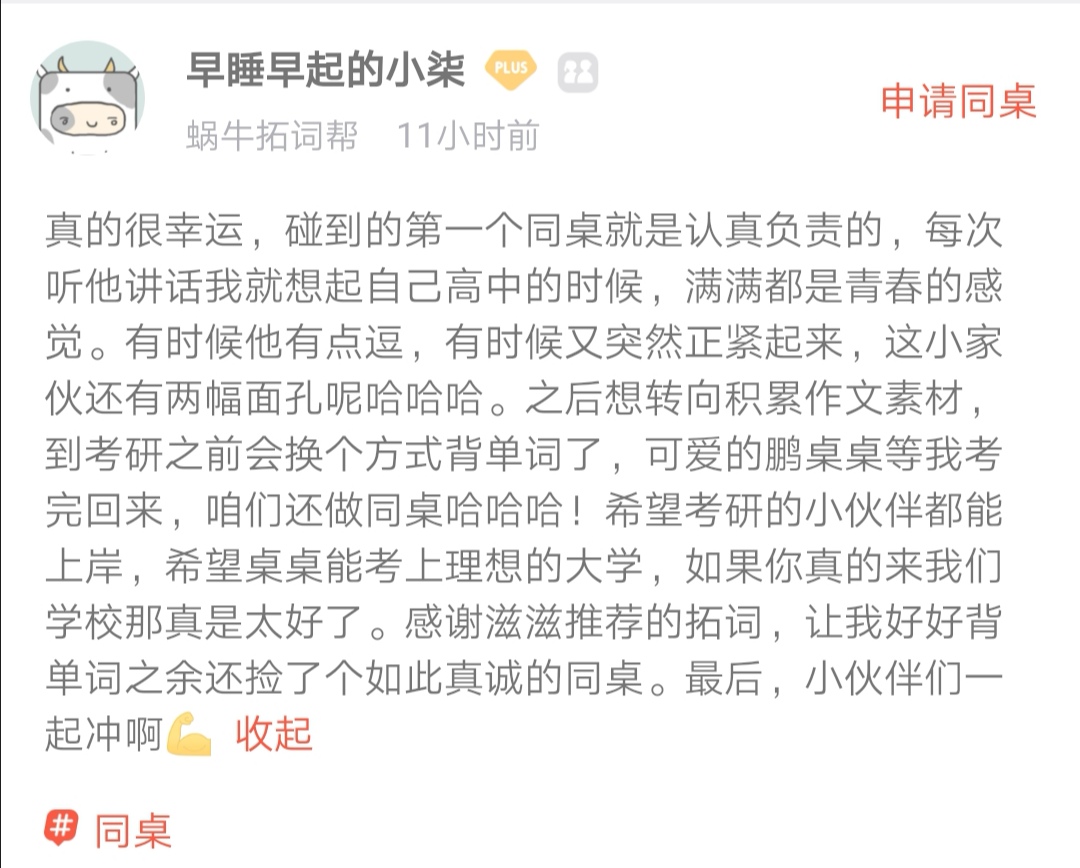 早睡早起的小柒 PLUS
申请同桌
蜗牛拓词帮 11小时前
真的很幸运，碰到的第一个同桌就是认真负责的，每次
听他讲话我就想起自己高中的时候，满满都是青春的感
觉。有时候他有点逗，有时候又突然正紧起来，这小家
伙还有两幅面孔呢哈哈哈。之后想转向积累作文素材，
到考研之前会换个方式背单词了，可爱的鹏桌桌等我考
完回来，咱们还做同桌哈哈哈！希望考研的小伙伴都能
上岸，希望桌桌能考上理想的大学，如果你真的来我们
学校那真是太好了。感谢滋滋推荐的拓词，让我好好背
单词之余还捡了个如此真诚的同桌。最后，小伙伴们一
起冲啊💪 收起
# 同桌